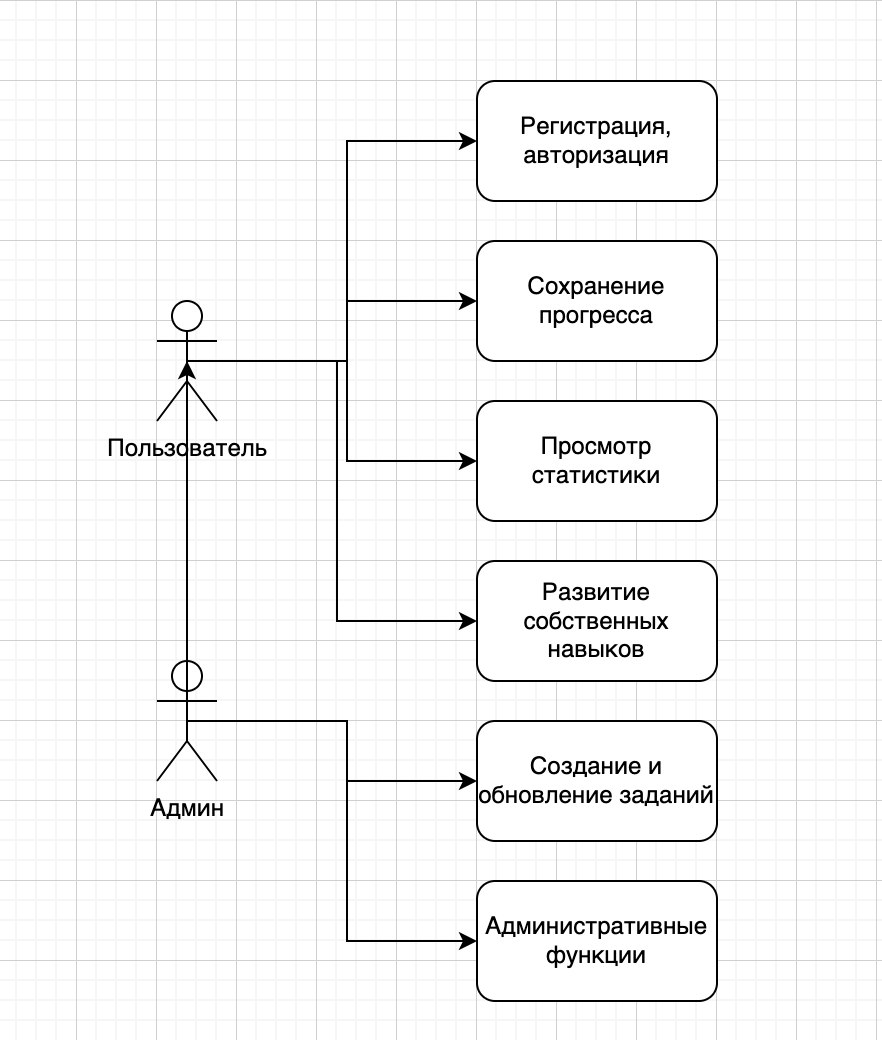 Регистрация,
авторизация
Сохранение
прогресса
Пользователь
Просмотр
статистики
Развитие
собственных
навыков
Админ
Создание и
обновление заданий
Административные
функции